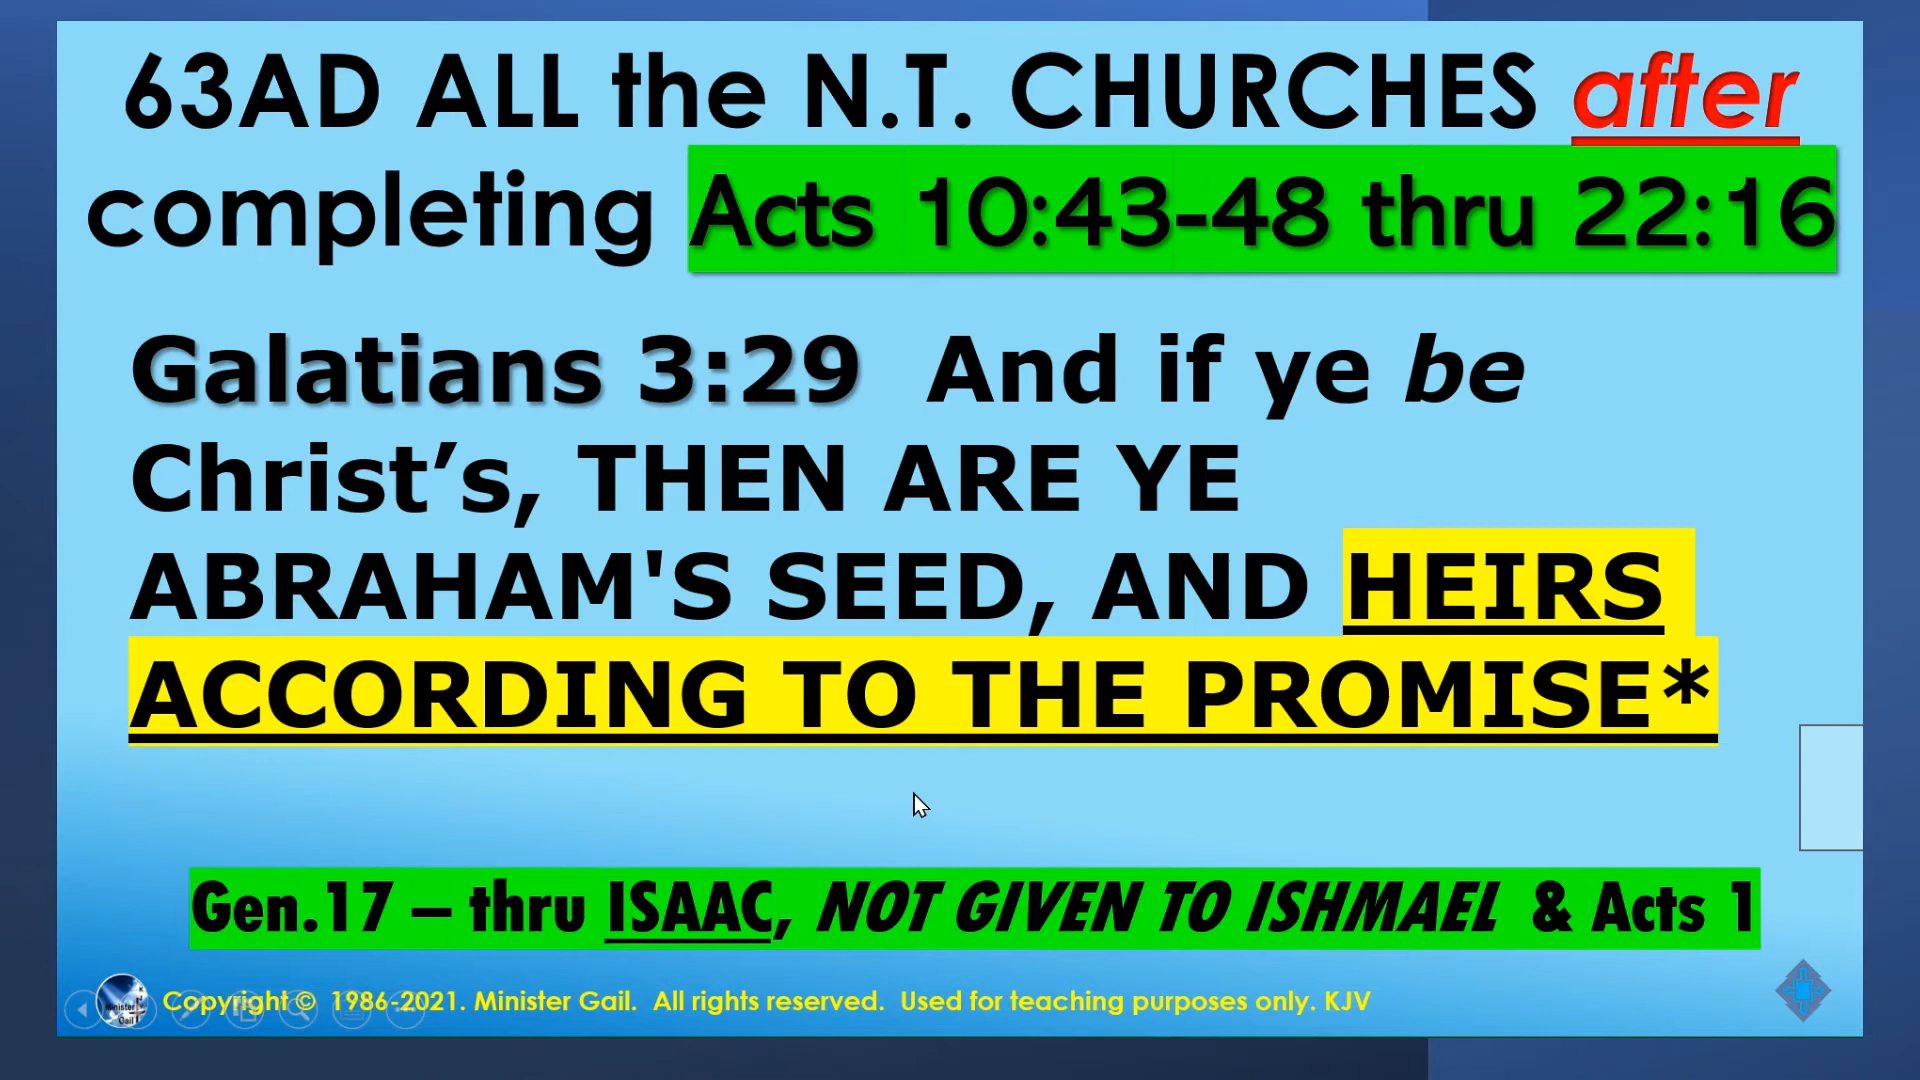 63AD ALL the N.T. CHURCHES after
completing Acts 10:43-48 thru 22:16
Galatians 3:29 And if ye be
Christ’s, THEN ARE YE
ABRAHAM'S SEED, AND HEIRS
ACCORDING TO THE PROMISE*
Gen.17 – thru ISAAC, NOT GIVEN TO ISHMAEL & Acts 1
Minister
Gail
Copyright © 1986-2021. Minister Gail. All rights reserved. Used for teaching purposes only. KJV